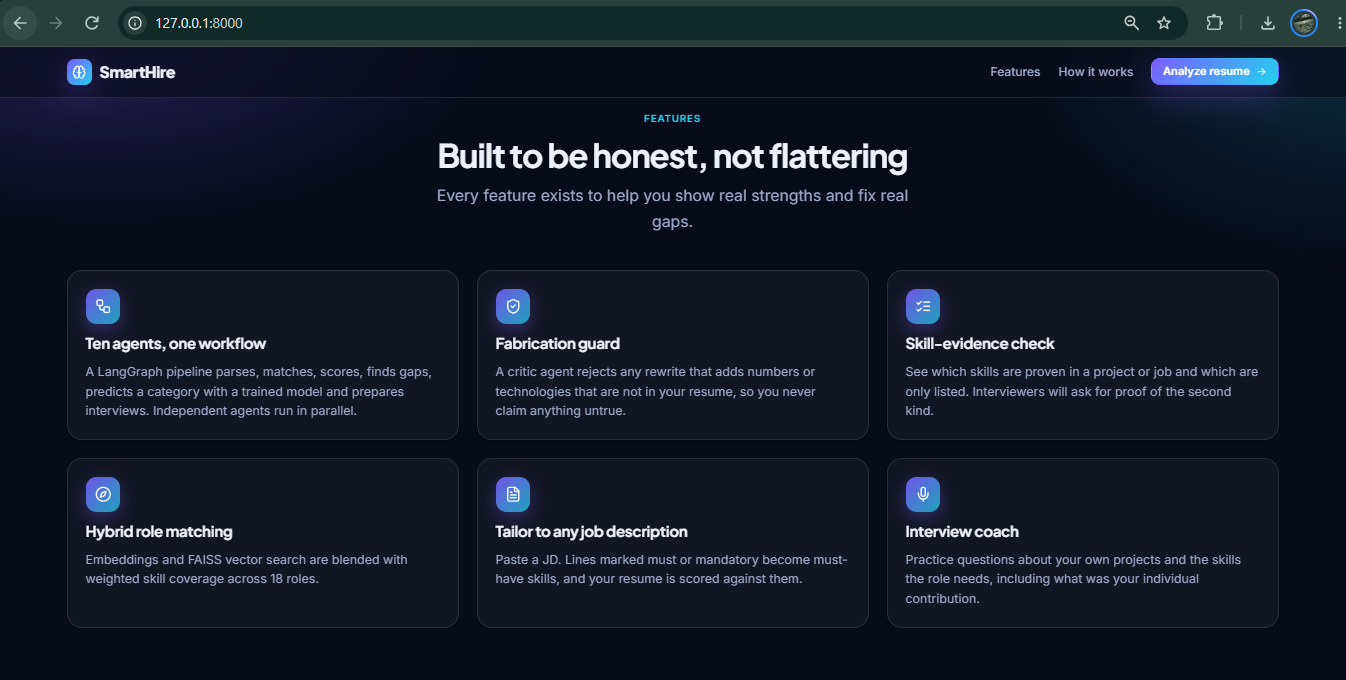 127.0.0.1:8000
SmartHire
Features
How it works
Analyze resume →
FEATURES
Built to be honest, not flattering
Every feature exists to help you show real strengths and fix real
gaps.
Ten agents, one workflow
A LangGraph pipeline parses, matches, scores, finds gaps,
predicts a category with a trained model and prepares
interviews. Independent agents run in parallel.
Fabrication guard
A critic agent rejects any rewrite that adds numbers or
technologies that are not in your resume, so you never
claim anything untrue.
Skill-evidence check
See which skills are proven in a project or job and which are
only listed. Interviewers will ask for proof of the second
kind.
Hybrid role matching
Embeddings and FAISS vector search are blended with
weighted skill coverage across 18 roles.
Tailor to any job description
Paste a JD. Lines marked must or mandatory become must-
have skills, and your resume is scored against them.
Interview coach
Practice questions about your own projects and the skills
the role needs, including what was your individual
contribution.